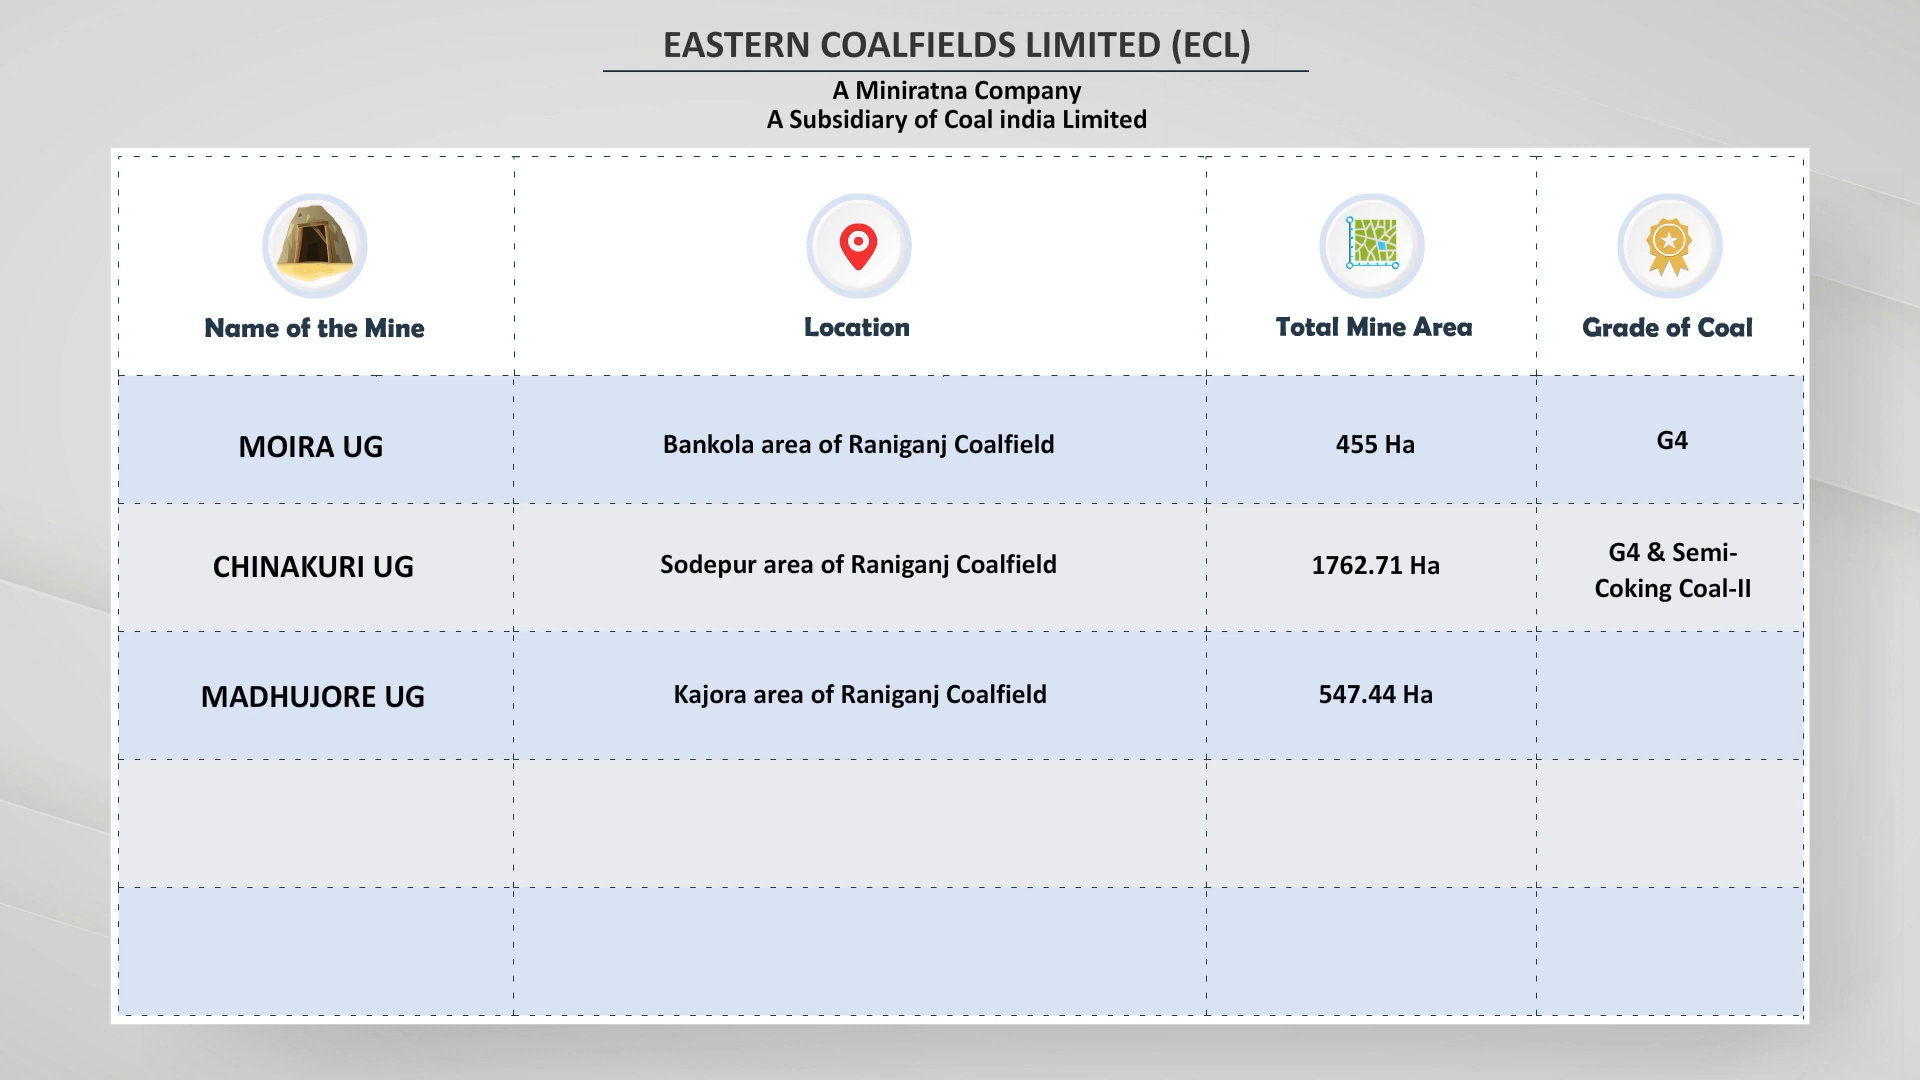 EASTERN COALFIELDS LIMITED (ECL)
A Miniratna Company
A Subsidiary of Coal india Limited
Name of the Mine
Location
Total Mine Area
Grade of Coal
MOIRA UG
Bankola area of Raniganj Coalfield
455 Ha
G4
CHINAKURI UG
Sodepur area of Raniganj Coalfield
1762.71 Ha
G4 & Semi-
Coking Coal-II
MADHUJORE UG
Kajora area of Raniganj Coalfield
547.44 Ha